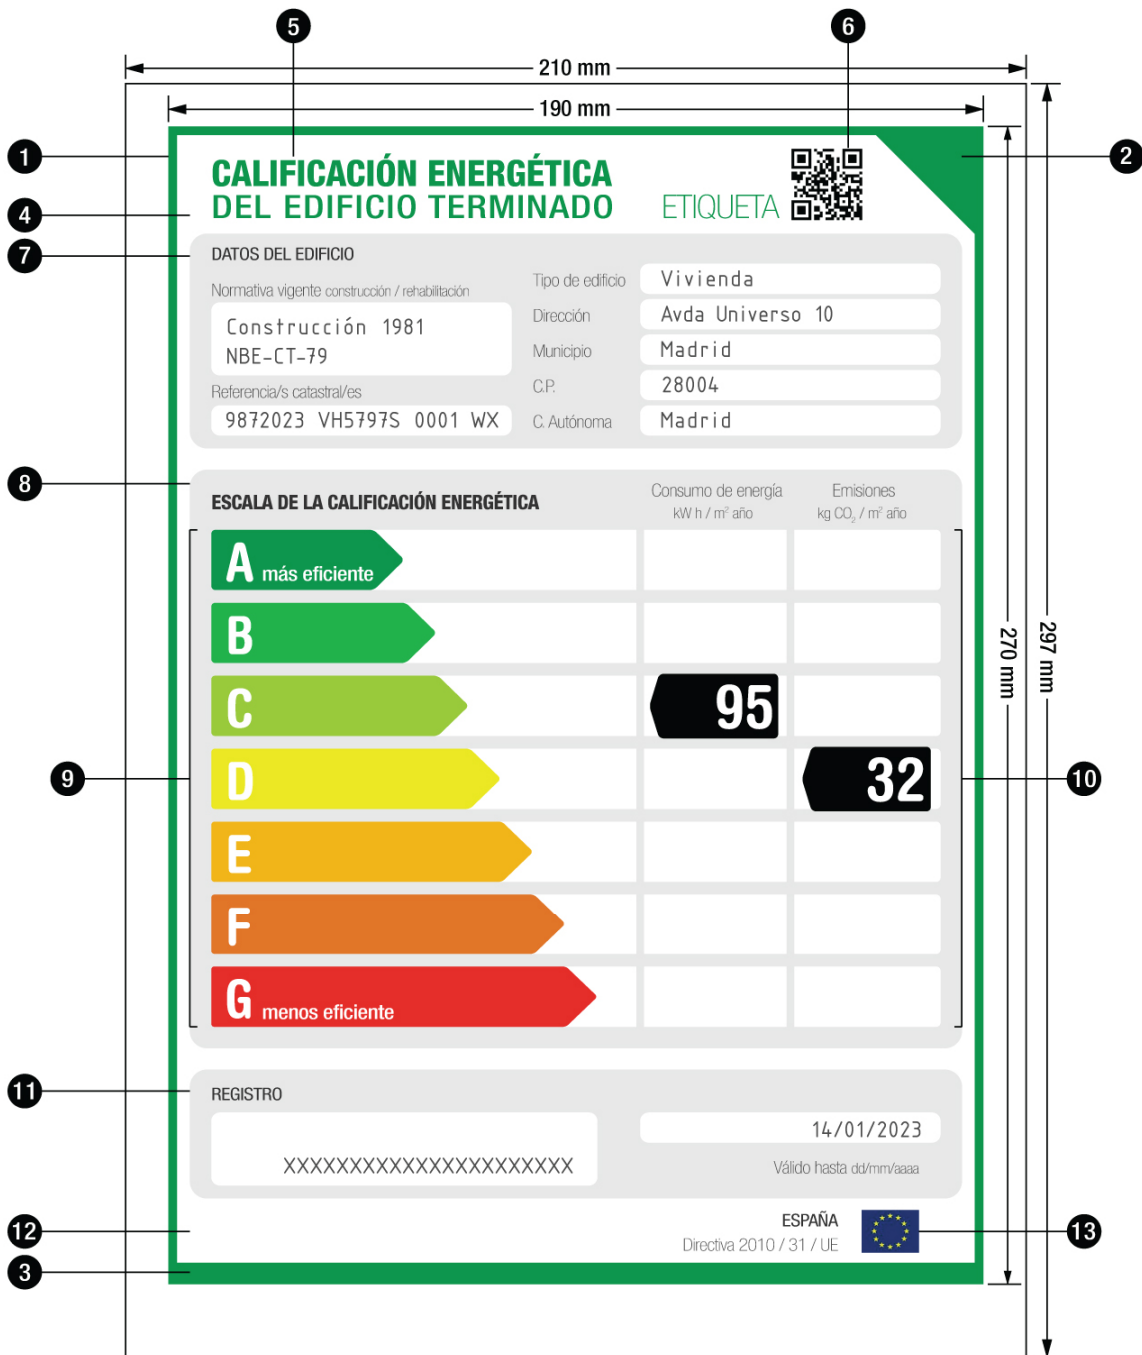 5
6
210 mm
190 mm
1
2
CALIFICACIÓN ENERGÉTICA
DEL EDIFICIO TERMINADO
ETIQUETA
4
7
DATOS DEL EDIFICIO
Normativa vigente construcción / rehabilitación
Construcción 1981
NBE-CT-79
Referencia/s catastral/es
9872023 VH5797S 0001 WX
Tipo de edificio Vivienda
Dirección Avda Universo 10
Municipio Madrid
C.P. 28004
C. Autónoma Madrid
8
ESCALA DE LA CALIFICACIÓN ENERGÉTICA
Consumo de energía
kW h / m² año
Emisiones
kg CO₂ / m² año
A más eficiente
B
C 95
D 32
E
F
G menos eficiente
9
10
270 mm
297 mm
11
REGISTRO
XXXXXXXXXXXXXXXXXXXXXX
14/01/2023
Válido hasta dd/mm/aaaa
12
ESPAÑA
Directiva 2010 / 31 / UE
13
3